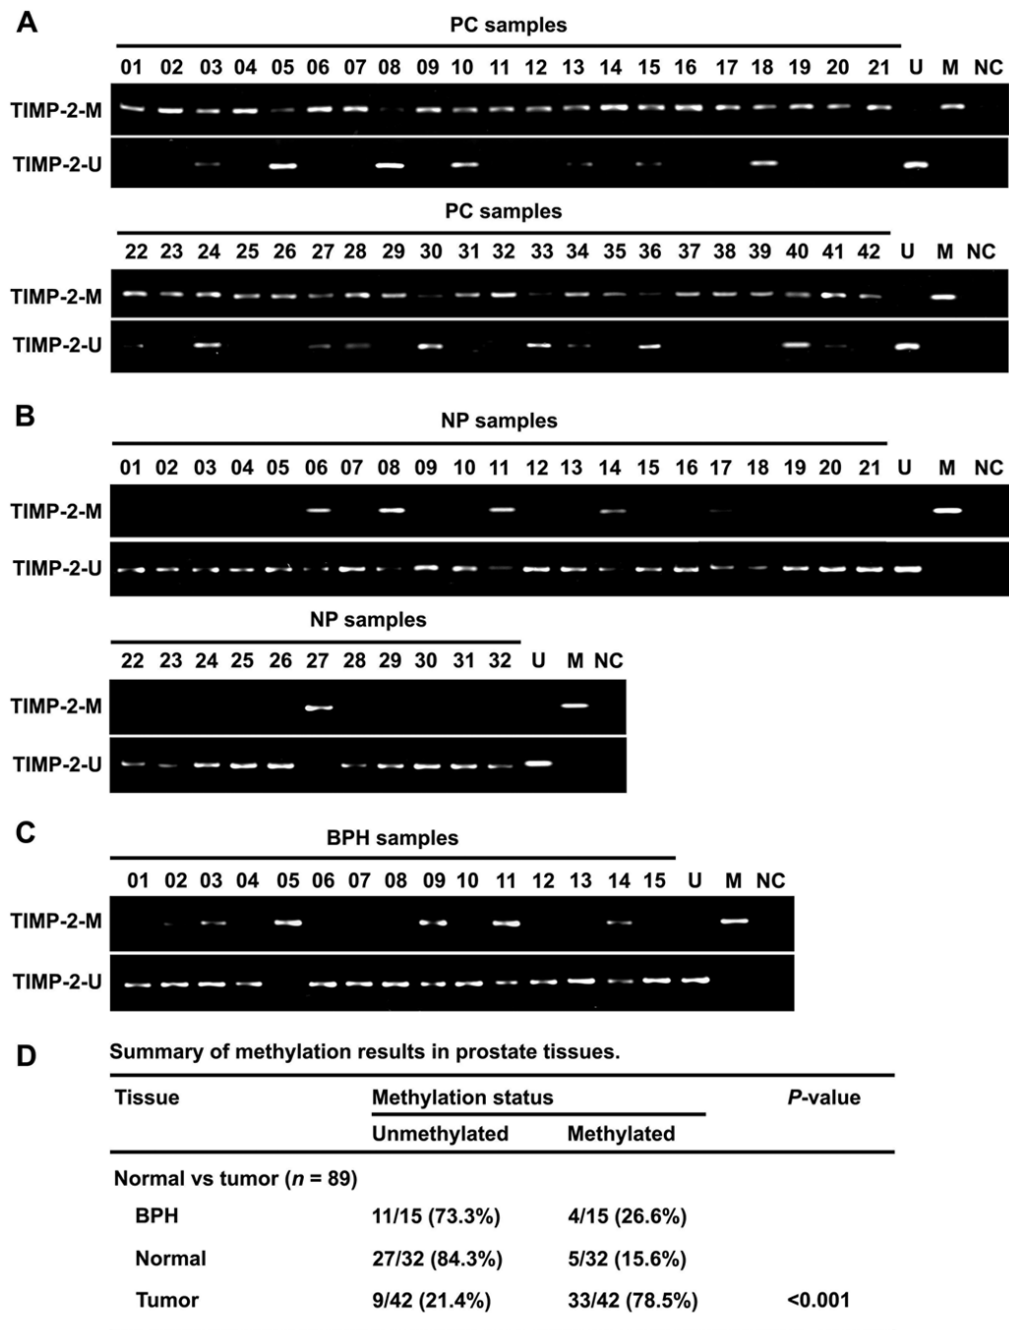 A
PC samples
01 02 03 04 05 06 07 08 09 10 11 12 13 14 15 16 17 18 19 20 21 U M NC
TIMP-2-M
TIMP-2-U
PC samples
22 23 24 25 26 27 28 29 30 31 32 33 34 35 36 37 38 39 40 41 42 U M NC
TIMP-2-M
TIMP-2-U
B
NP samples
01 02 03 04 05 06 07 08 09 10 11 12 13 14 15 16 17 18 19 20 21 U M NC
TIMP-2-M
TIMP-2-U
NP samples
22 23 24 25 26 27 28 29 30 31 32 U M NC
TIMP-2-M
TIMP-2-U
C
BPH samples
01 02 03 04 05 06 07 08 09 10 11 12 13 14 15 U M NC
TIMP-2-M
TIMP-2-U
D Summary of methylation results in prostate tissues.
Tissue Methylation status P-value
Unmethylated Methylated
Normal vs tumor (n = 89)
BPH 11/15 (73.3%) 4/15 (26.6%)
Normal 27/32 (84.3%) 5/32 (15.6%)
Tumor 9/42 (21.4%) 33/42 (78.5%) <0.001